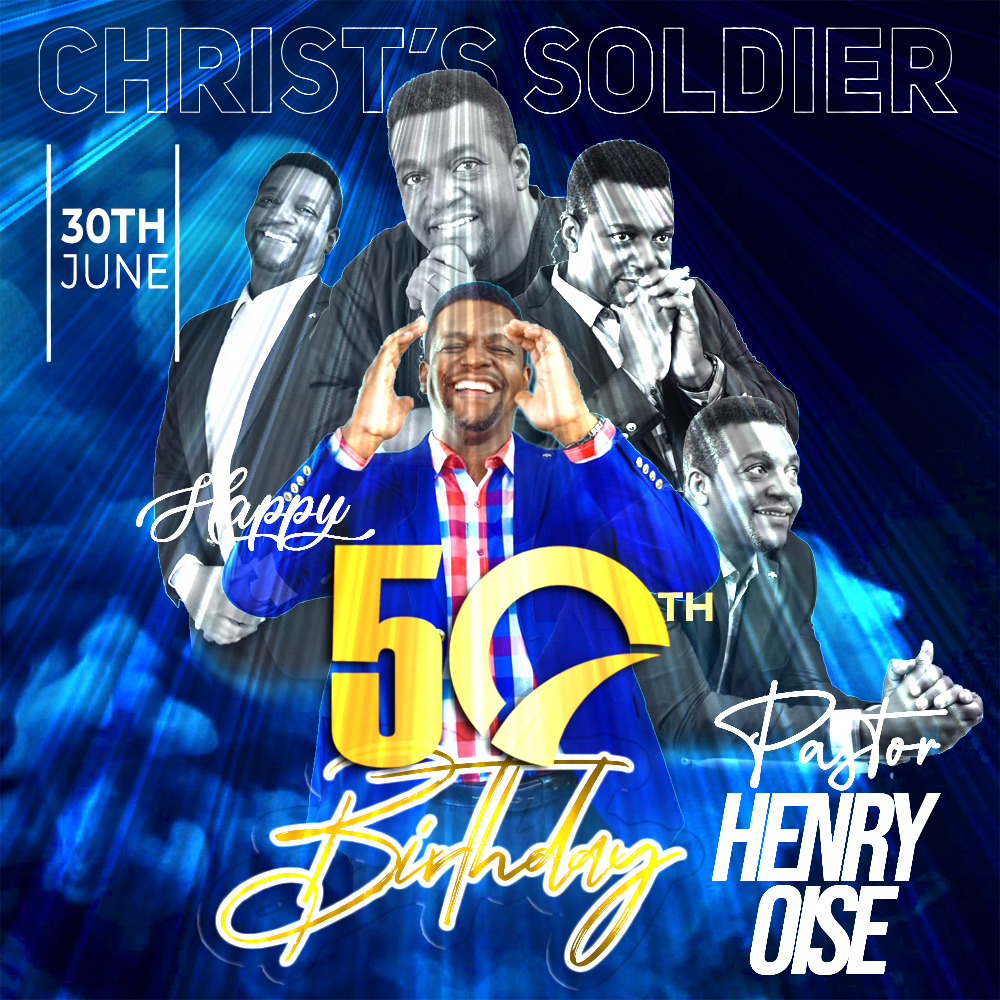 CHRIST'S SOLDIER
30TH
JUNE
Happy
50TH
Birthday
Pastor
HENRY
OISE